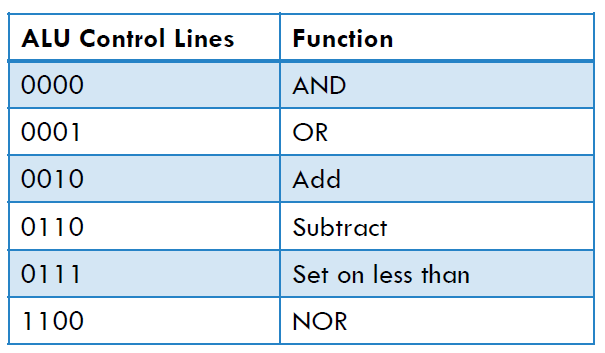 ALU Control Lines Function
0000 AND
0001 OR
0010 Add
0110 Subtract
0111 Set on less than
1100 NOR